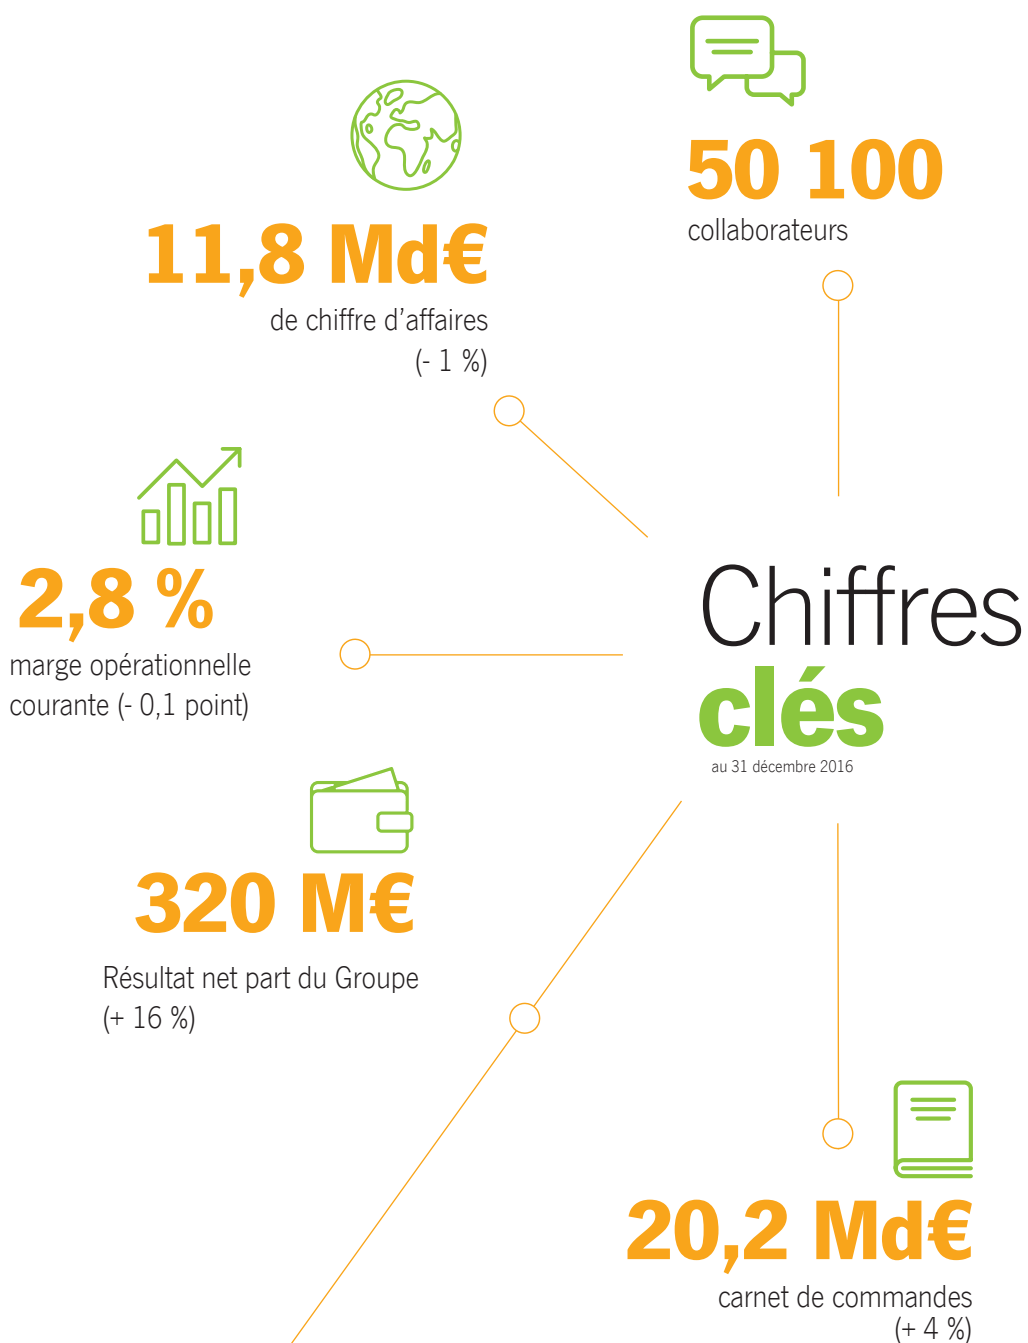 50 100
collaborateurs
11,8 Md€
de chiffre d’affaires
(- 1 %)
2,8 %
marge opérationnelle
courante (- 0,1 point)
Chiffres
clés
au 31 décembre 2016
320 M€
Résultat net part du Groupe
(+ 16 %)
20,2 Md€
carnet de commandes
(+ 4 %)